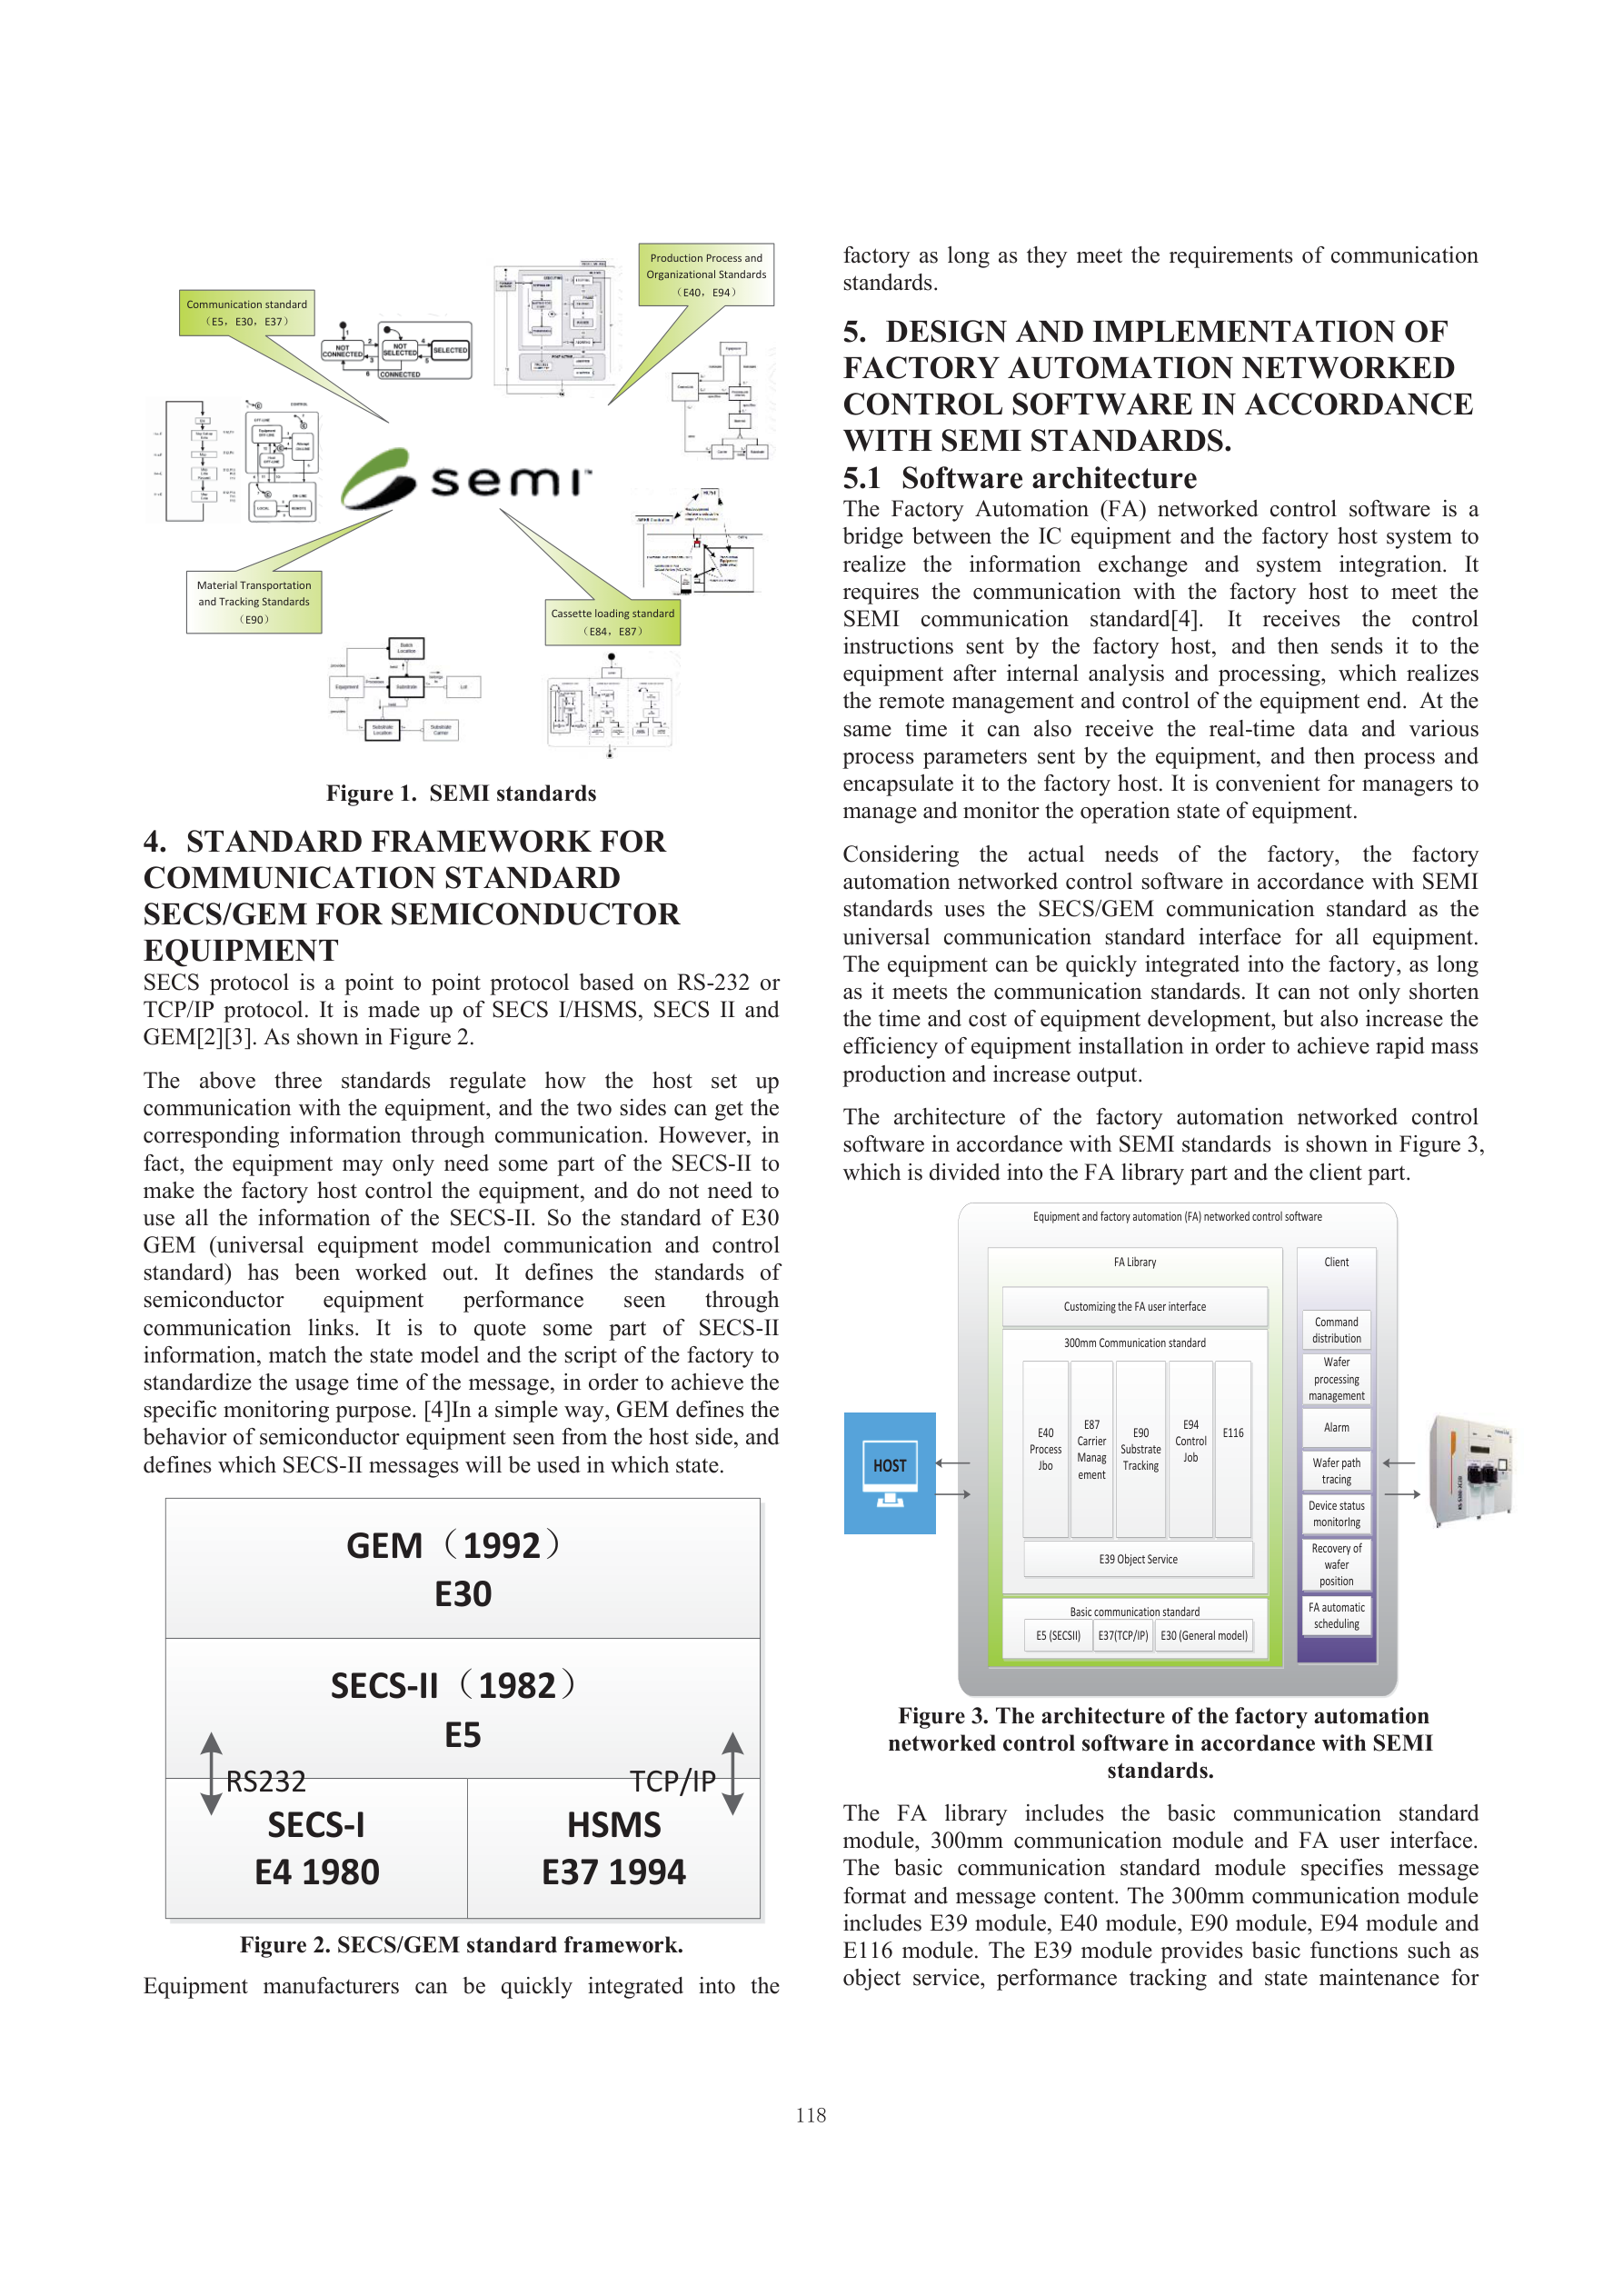 Production Process and
Organizational Standards
（E40，E94）
Communication standard
（E5，E30，E37）
NOT
CONNECTED
NOT
SELECTED
SELECTED
CONNECTED
1
2
3
4
5
6
semi
Material Transportation
and Tracking Standards
（E90）
Cassette loading standard
（E84，E87）
Batch
Location
Equipment
Substrate
Lot
Substrate
Location
Substrate
Carrier
Figure 1.  SEMI standards
4.  STANDARD FRAMEWORK FOR
COMMUNICATION STANDARD
SECS/GEM FOR SEMICONDUCTOR
EQUIPMENT
SECS protocol is a point to point protocol based on RS-232 or
TCP/IP protocol. It is made up of SECS I/HSMS, SECS II and
GEM[2][3]. As shown in Figure 2.
The above three standards regulate how the host set up
communication with the equipment, and the two sides can get the
corresponding information through communication. However, in
fact, the equipment may only need some part of the SECS-II to
make the factory host control the equipment, and do not need to
use all the information of the SECS-II. So the standard of E30
GEM (universal equipment model communication and control
standard) has been worked out. It defines the standards of
semiconductor equipment performance seen through
communication links. It is to quote some part of SECS-II
information, match the state model and the script of the factory to
standardize the usage time of the message, in order to achieve the
specific monitoring purpose. [4]In a simple way, GEM defines the
behavior of semiconductor equipment seen from the host side, and
defines which SECS-II messages will be used in which state.
GEM（1992）
E30
SECS-II（1982）
E5
RS232
TCP/IP
SECS-I
E4 1980
HSMS
E37 1994
Figure 2. SECS/GEM standard framework.
Equipment manufacturers can be quickly integrated into the
factory as long as they meet the requirements of communication
standards.
5.  DESIGN AND IMPLEMENTATION OF
FACTORY AUTOMATION NETWORKED
CONTROL SOFTWARE IN ACCORDANCE
WITH SEMI STANDARDS.
5.1  Software architecture
The Factory Automation (FA) networked control software is a
bridge between the IC equipment and the factory host system to
realize the information exchange and system integration. It
requires the communication with the factory host to meet the
SEMI communication standard[4]. It receives the control
instructions sent by the factory host, and then sends it to the
equipment after internal analysis and processing, which realizes
the remote management and control of the equipment end. At the
same time it can also receive the real-time data and various
process parameters sent by the equipment, and then process and
encapsulate it to the factory host. It is convenient for managers to
manage and monitor the operation state of equipment.
Considering the actual needs of the factory, the factory
automation networked control software in accordance with SEMI
standards uses the SECS/GEM communication standard as the
universal communication standard interface for all equipment.
The equipment can be quickly integrated into the factory, as long
as it meets the communication standards. It can not only shorten
the time and cost of equipment development, but also increase the
efficiency of equipment installation in order to achieve rapid mass
production and increase output.
The architecture of the factory automation networked control
software in accordance with SEMI standards  is shown in Figure 3,
which is divided into the FA library part and the client part.
Equipment and factory automation (FA) networked control software
FA Library
Customizing the FA user interface
300mm Communication standard
E40
Process
Jbo
E87
Carrier
Manag
ement
E90
Substrate
Tracking
E94
Control
Job
E116
E39 Object Service
Basic communication standard
E5 (SECSII)
E37(TCP/IP)
E30 (General model)
Client
Command
distribution
Wafer
processing
management
Alarm
Wafer path
tracing
Device status
monitorIng
Recovery of
wafer
position
FA automatic
scheduling
HOST
Figure 3. The architecture of the factory automation
networked control software in accordance with SEMI
standards.
The FA library includes the basic communication standard
module, 300mm communication module and FA user interface.
The basic communication standard module specifies message
format and message content. The 300mm communication module
includes E39 module, E40 module, E90 module, E94 module and
E116 module. The E39 module provides basic functions such as
object service, performance tracking and state maintenance for
118